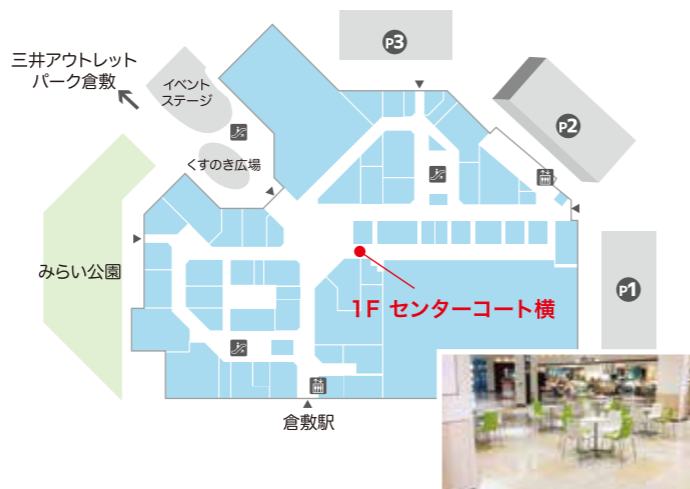 P3
三井アウトレット
パーク倉敷
イベント
ステージ
P2
くすのき広場
みらい公園
P1
1F センターコート横
倉敷駅